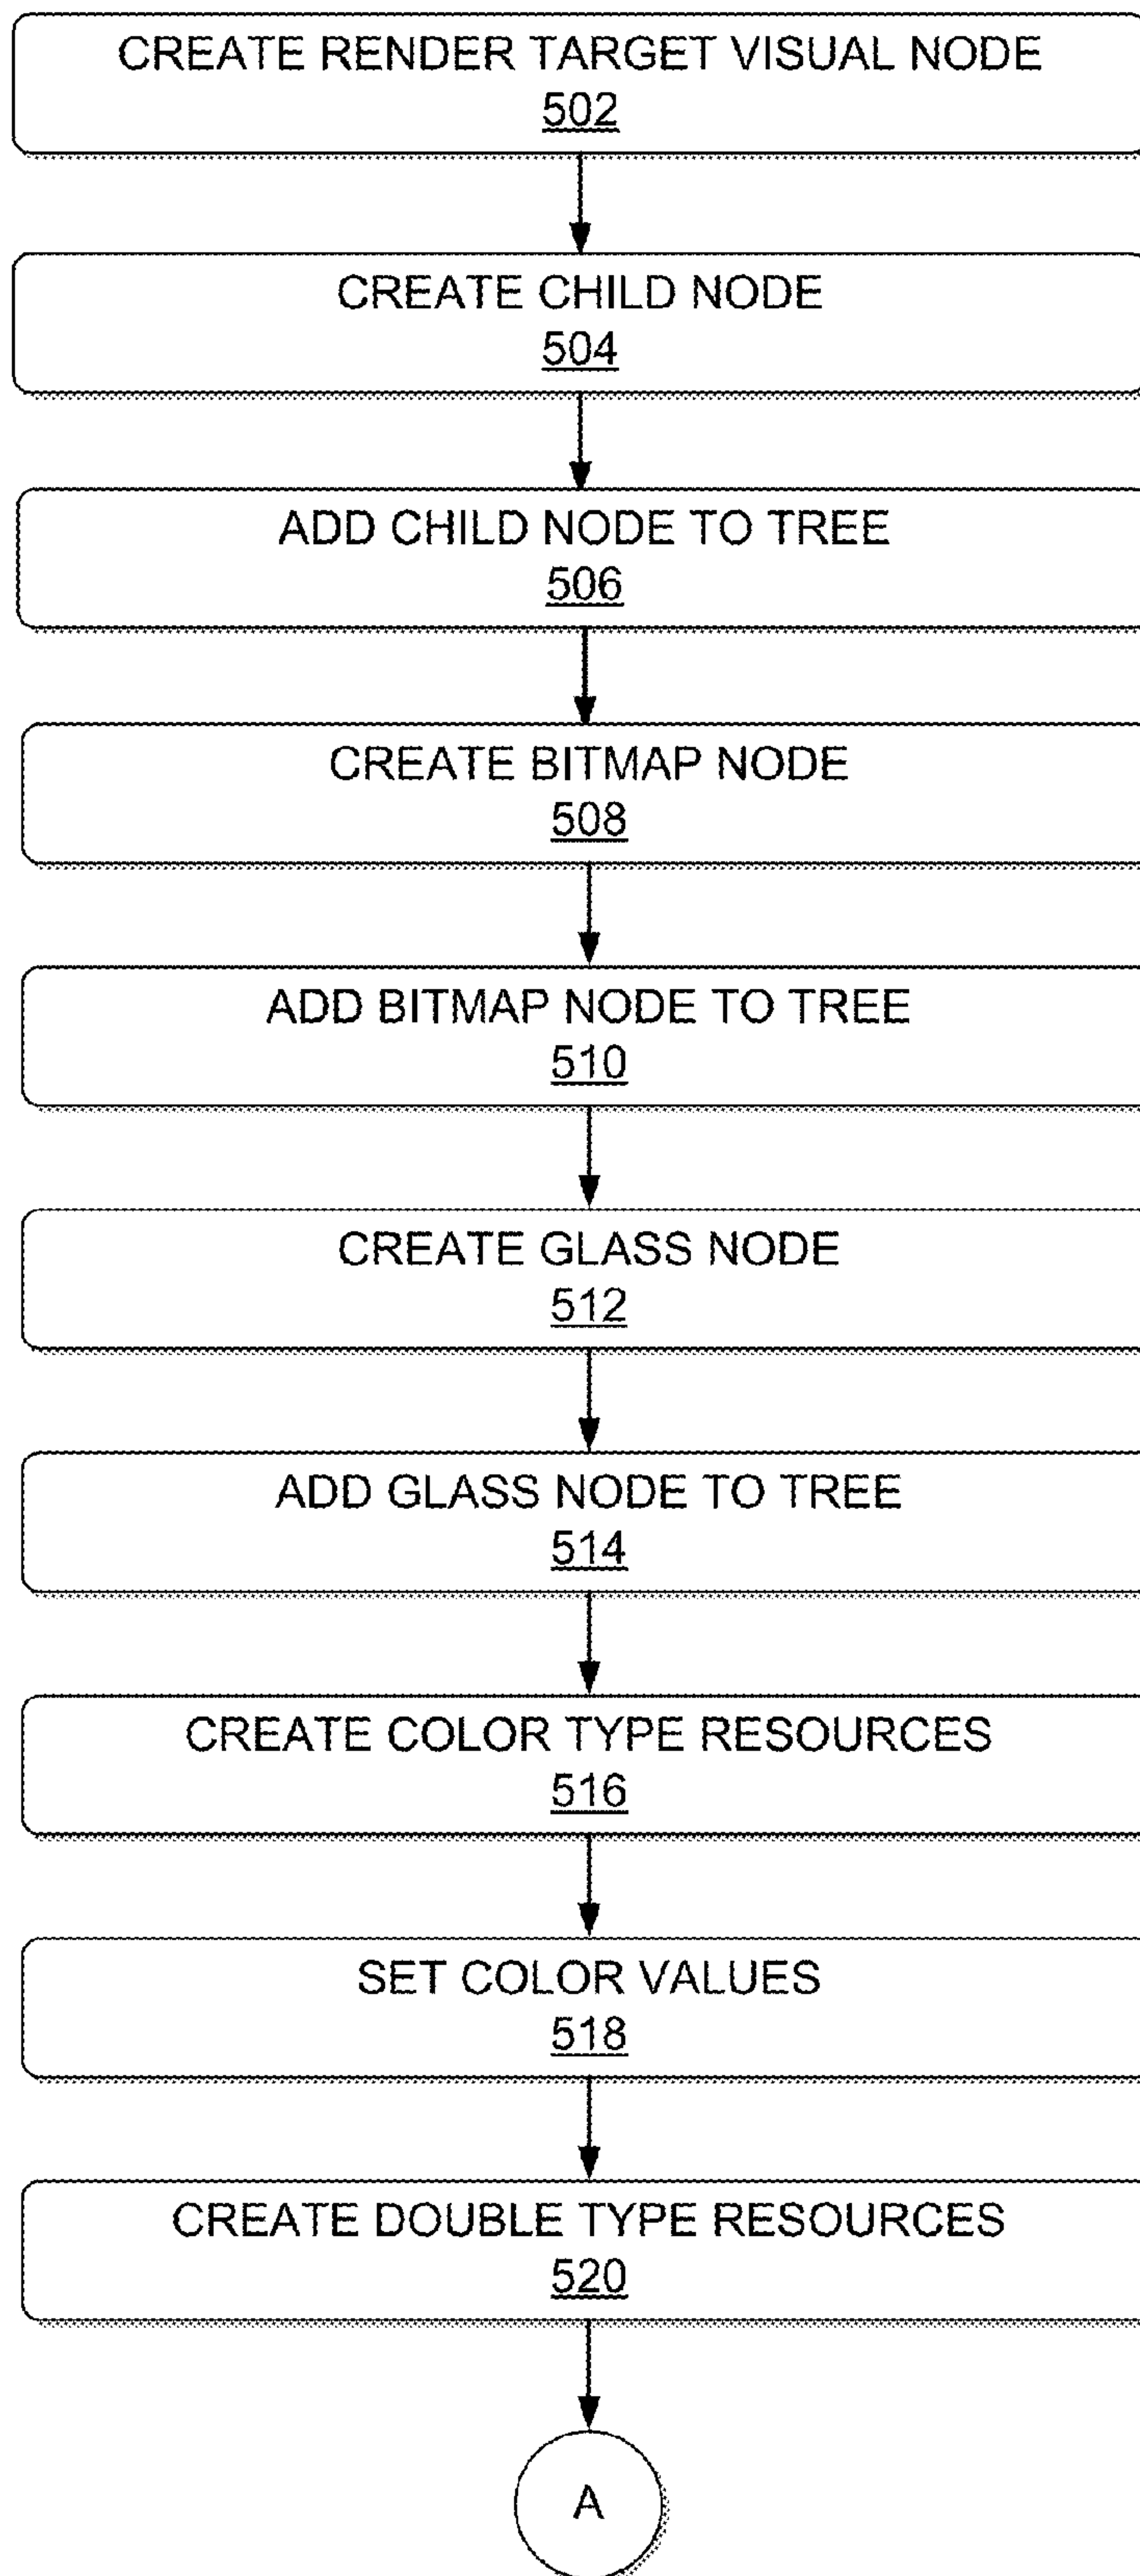 CREATE RENDER TARGET VISUAL NODE
502
CREATE CHILD NODE
504
ADD CHILD NODE TO TREE
506
CREATE BITMAP NODE
508
ADD BITMAP NODE TO TREE
510
CREATE GLASS NODE
512
ADD GLASS NODE TO TREE
514
CREATE COLOR TYPE RESOURCES
516
SET COLOR VALUES
518
CREATE DOUBLE TYPE RESOURCES
520
A